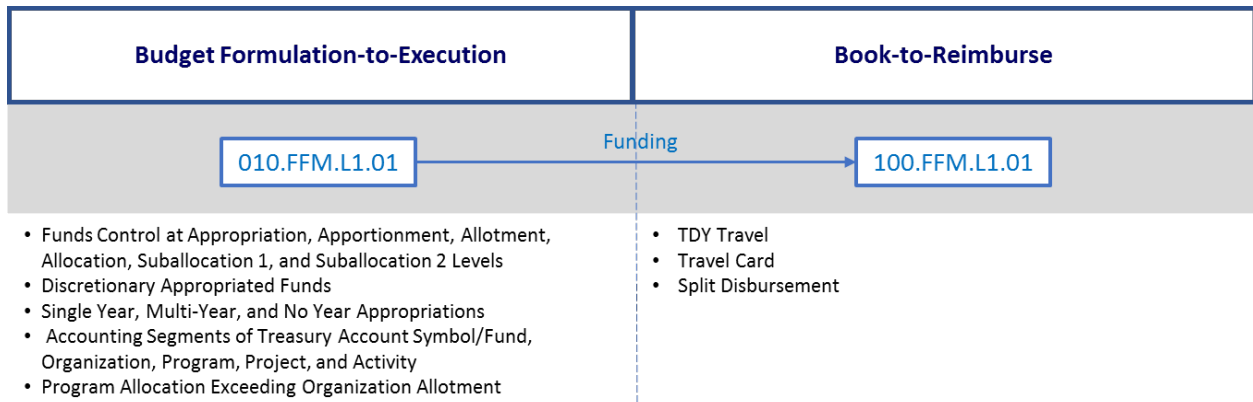 Budget Formulation-to-Execution
Book-to-Reimburse
Funding
010.FFM.L1.01
100.FFM.L1.01
• Funds Control at Appropriation, Apportionment, Allotment,
Allocation, Suballocation 1, and Suballocation 2 Levels
• Discretionary Appropriated Funds
• Single Year, Multi-Year, and No Year Appropriations
• Accounting Segments of Treasury Account Symbol/Fund,
Organization, Program, Project, and Activity
• Program Allocation Exceeding Organization Allotment
• TDY Travel
• Travel Card
• Split Disbursement